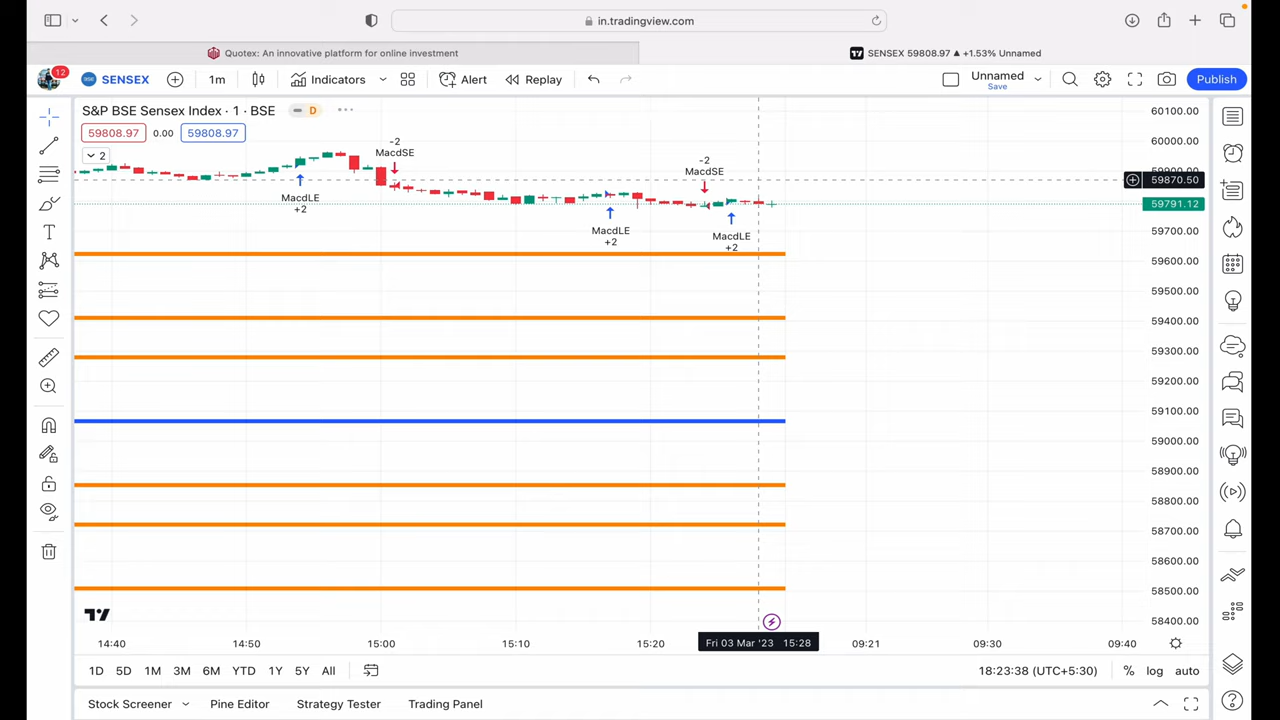 in.tradingview.com
Quotex: An innovative platform for online investment
SENSEX 59808.97 ▲ +1.53% Unnamed
12
BSE SENSEX
1m
Indicators
Alert
Replay
Unnamed
Save
Publish
S&P BSE Sensex Index · 1 · BSE
D
59808.97 0.00 59808.97
2
-2
MacdSE
MacdLE
+2
MacdLE
+2
-2
MacdSE
MacdLE
+2
60100.00
60000.00
59870.50
59791.12
59700.00
59600.00
59500.00
59400.00
59300.00
59200.00
59100.00
59000.00
58900.00
58800.00
58700.00
58600.00
58500.00
58400.00
14:40 14:50 15:00 15:10 15:20 Fri 03 Mar '23 15:28 09:21 09:30 09:40
1D 5D 1M 3M 6M YTD 1Y 5Y All
18:23:38 (UTC+5:30) % log auto
Stock Screener Pine Editor Strategy Tester Trading Panel